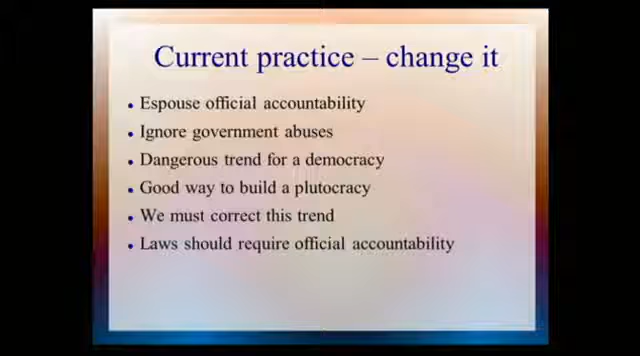 Current practice – change it
• Espouse official accountability
• Ignore government abuses
• Dangerous trend for a democracy
• Good way to build a plutocracy
• We must correct this trend
• Laws should require official accountability